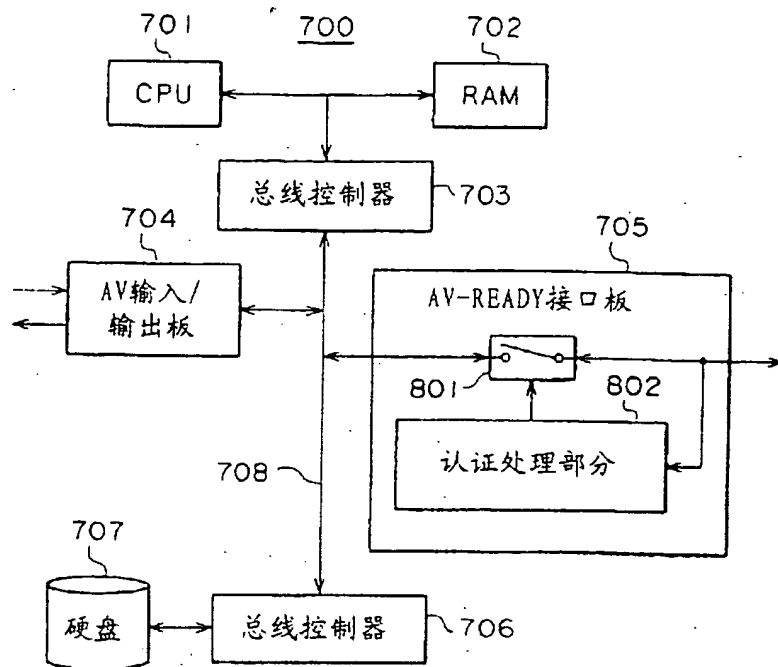 701
700
702
CPU
RAM
总线控制器
703
704
705
AV输入/
输出板
AV-READY接口板
801
802
认证处理部分
708
707
硬盘
总线控制器
706